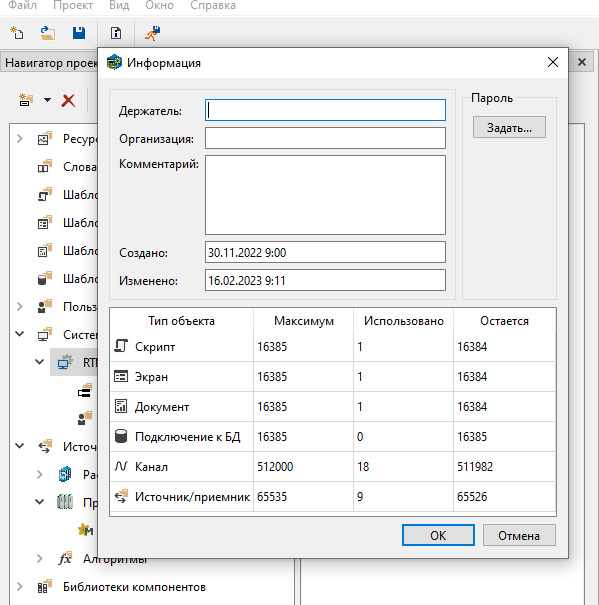 Файл Проект Вид Окно Справка
Навигатор проек
Информация
Держатель:
Организация:
Комментарий:
Создано: 30.11.2022 9:00
Изменено: 16.02.2023 9:11
Пароль
Задать...
Тип объекта Максимум Использовано Остается
Скрипт 16385 1 16384
Экран 16385 1 16384
Документ 16385 1 16384
Подключение к БД 16385 0 16385
Канал 512000 18 511982
Источник/приемник 65535 9 65526
OK Отмена
Ресур
Слова
Шабло
Шабло
Шабло
Шабло
Польз
Систе
RTM
Источ
Рас
Пр
Алгоритмы
Библиотеки компонентов